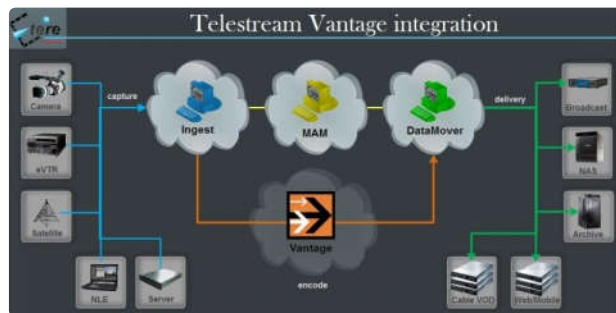 etere
Telestream Vantage integration
Camera
eVTR
Satellite
NLE
Server
capture
Ingest
MAM
DataMover
delivery
Vantage
encode
Broadcast
NAS
Archive
Cable VOD
Web/Mobile